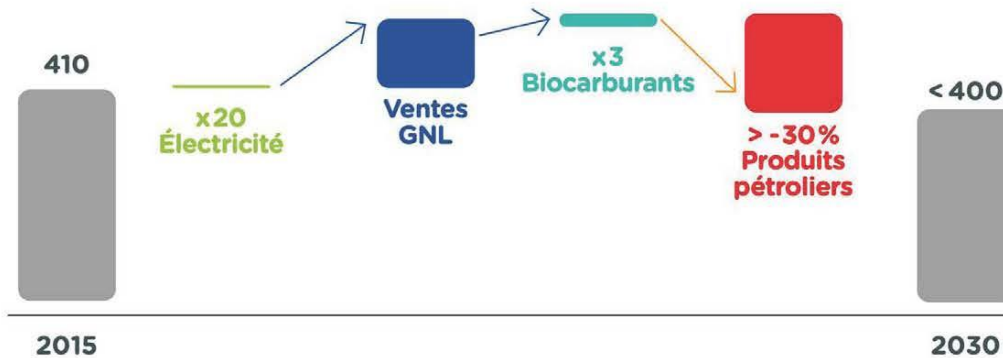 410
x20
Électricité
Ventes
GNL
x3
Biocarburants
> -30%
Produits
pétroliers
< 400
2015
2030